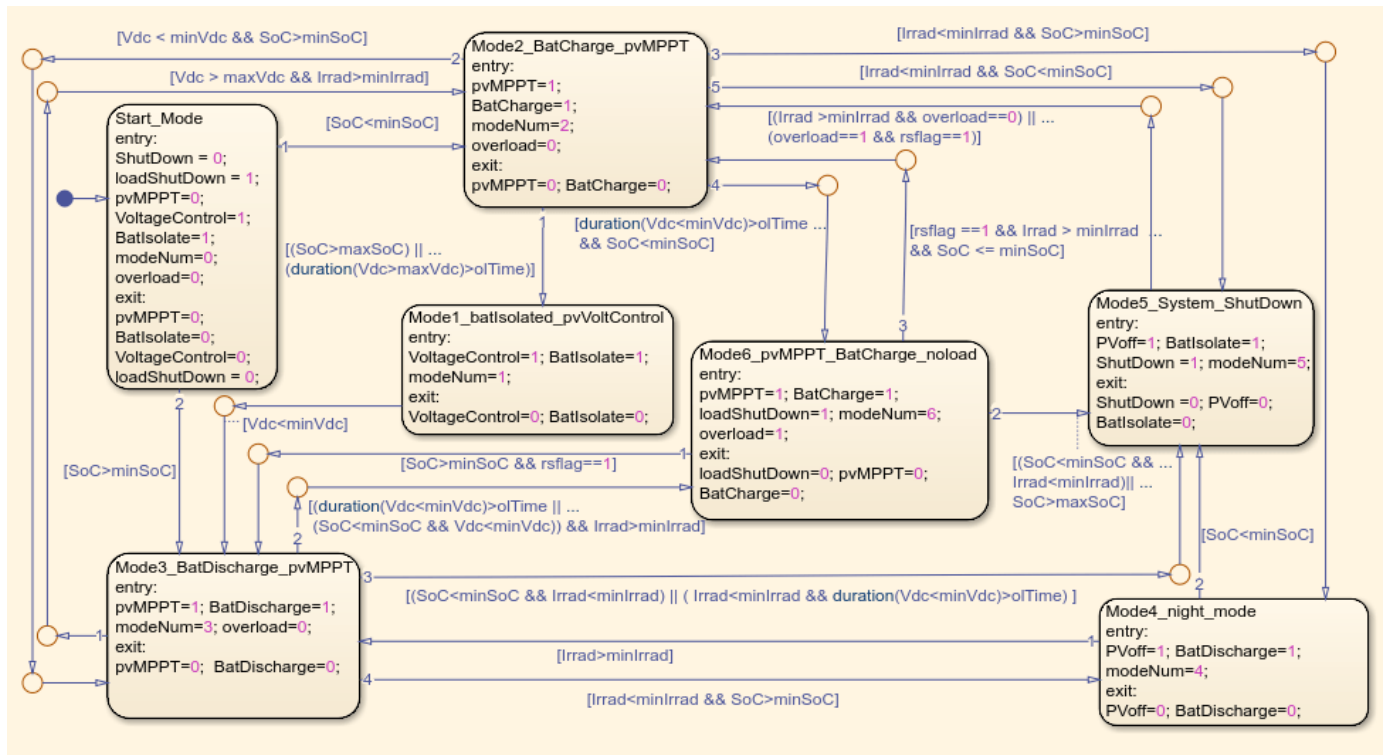 [Vdc < minVdc && SoC>minSoC]
2
[Vdc > maxVdc && Irrad>minIrrad]
Mode2_BatCharge_pvMPPT
entry:
pvMPPT=1;
BatCharge=1;
modeNum=2;
overload=0;
exit:
pvMPPT=0; BatCharge=0;
3
[Irrad<minIrrad && SoC>minSoC]
5
[Irrad<minIrrad && SoC<minSoC]
[(Irrad >minIrrad && overload==0) || ...
(overload==1 && rsflag==1)]
4
Start_Mode
entry:
ShutDown = 0;
loadShutDown = 1;
pvMPPT=0;
VoltageControl=1;
BatIsolate=1;
modeNum=0;
overload=0;
exit:
pvMPPT=0;
BatIsolate=0;
VoltageControl=0;
loadShutDown = 0;
1
[SoC<minSoC]
1
[(SoC>maxSoC) || ...
(duration(Vdc>maxVdc)>olTime)]
[duration(Vdc<minVdc)>olTime ...
&& SoC<minSoC]
[rsflag ==1 && Irrad > minIrrad ...
&& SoC <= minSoC]
Mode1_batIsolated_pvVoltControl
entry:
VoltageControl=1; BatIsolate=1;
modeNum=1;
exit:
VoltageControl=0; BatIsolate=0;
[Vdc<minVdc]
3
Mode6_pvMPPT_BatCharge_noload
entry:
pvMPPT=1; BatCharge=1;
loadShutDown=1; modeNum=6;
overload=1;
exit:
loadShutDown=0; pvMPPT=0;
BatCharge=0;
Mode5_System_ShutDown
entry:
PVoff=1; BatIsolate=1;
ShutDown =1; modeNum=5;
exit:
ShutDown =0; PVoff=0;
BatIsolate=0;
2
2
[SoC>minSoC]
1
[SoC>minSoC && rsflag==1]
[(SoC<minSoC && ...
Irrad<minIrrad)|| ...
SoC>maxSoC]
2
[(duration(Vdc<minVdc)>olTime || ...
(SoC<minSoC && Vdc<minVdc)) && Irrad>minIrrad]
[SoC<minSoC]
2
Mode3_BatDischarge_pvMPPT
entry:
pvMPPT=1; BatDischarge=1;
modeNum=3; overload=0;
exit:
pvMPPT=0; BatDischarge=0;
1
3
[(SoC<minSoC && Irrad<minIrrad) || ( Irrad<minIrrad && duration(Vdc<minVdc)>olTime) ]
1
[Irrad>minIrrad]
4
[Irrad<minIrrad && SoC>minSoC]
Mode4_night_mode
entry:
PVoff=1; BatDischarge=1;
modeNum=4;
exit:
PVoff=0; BatDischarge=0;